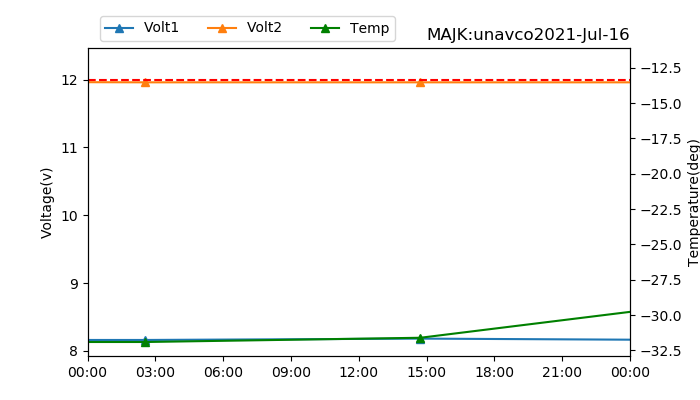 Volt1 Volt2 Temp
MAJK:unavco2021-Jul-16
Voltage(v)
12
11
10
9
8
−12.5
−15.0
−17.5
−20.0
−22.5
−25.0
−27.5
−30.0
−32.5
Temperature(deg)
00:00 03:00 06:00 09:00 12:00 15:00 18:00 21:00 00:00